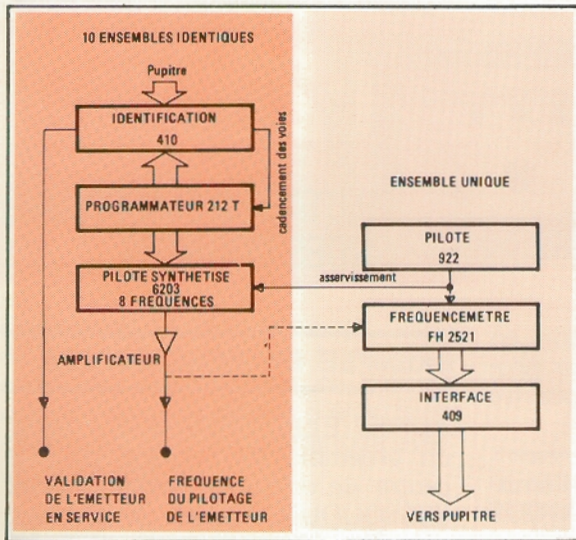 10 ENSEMBLES IDENTIQUES
Pupitre
IDENTIFICATION
410
cadencement des voies
PROGRAMMATEUR 212 T
PILOTE SYNTHETISE
6203
8 FREQUENCES
AMPLIFICATEUR
VALIDATION
DE L'EMETTEUR
EN SERVICE
FREQUENCE
DU PILOTAGE
DE L'EMETTEUR
ENSEMBLE UNIQUE
PILOTE
922
asservissement
FREQUENCEMETRE
FH 2521
INTERFACE
409
VERS PUPITRE